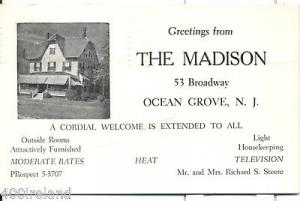 Greetings from
THE MADISON
53 Broadway
OCEAN GROVE, N. J.
A CORDIAL WELCOME IS EXTENDED TO ALL
Outside Rooms
Attractively Furnished
MODERATE RATES
PRospect 5-3707
HEAT
Light
Housekeeping
TELEVISION
Mr. and Mrs. Richard S. Steere
400ireland